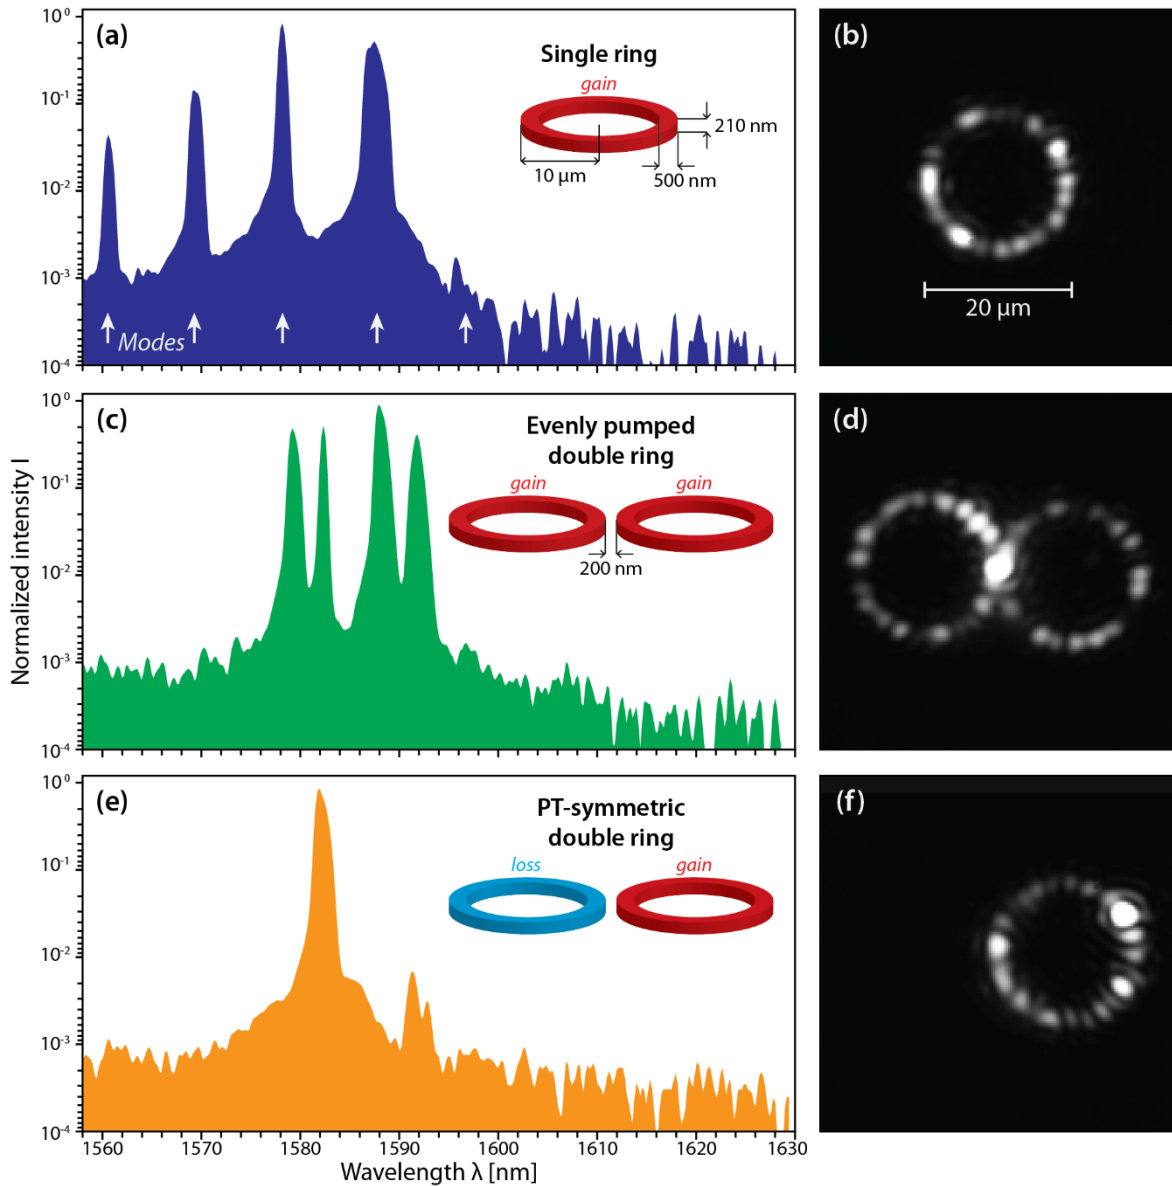 Normalized intensity I
10⁰
10⁻¹
10⁻²
10⁻³
10⁻⁴
(a)
Single ring
gain
210 nm
10 μm
500 nm
Modes
(b)
20 μm
10⁰
10⁻¹
10⁻²
10⁻³
10⁻⁴
(c)
Evenly pumped
double ring
gain gain
200 nm
(d)
10⁰
10⁻¹
10⁻²
10⁻³
10⁻⁴
(e)
PT-symmetric
double ring
loss gain
(f)
1560 1570 1580 1590 1600 1610 1620 1630
Wavelength λ [nm]